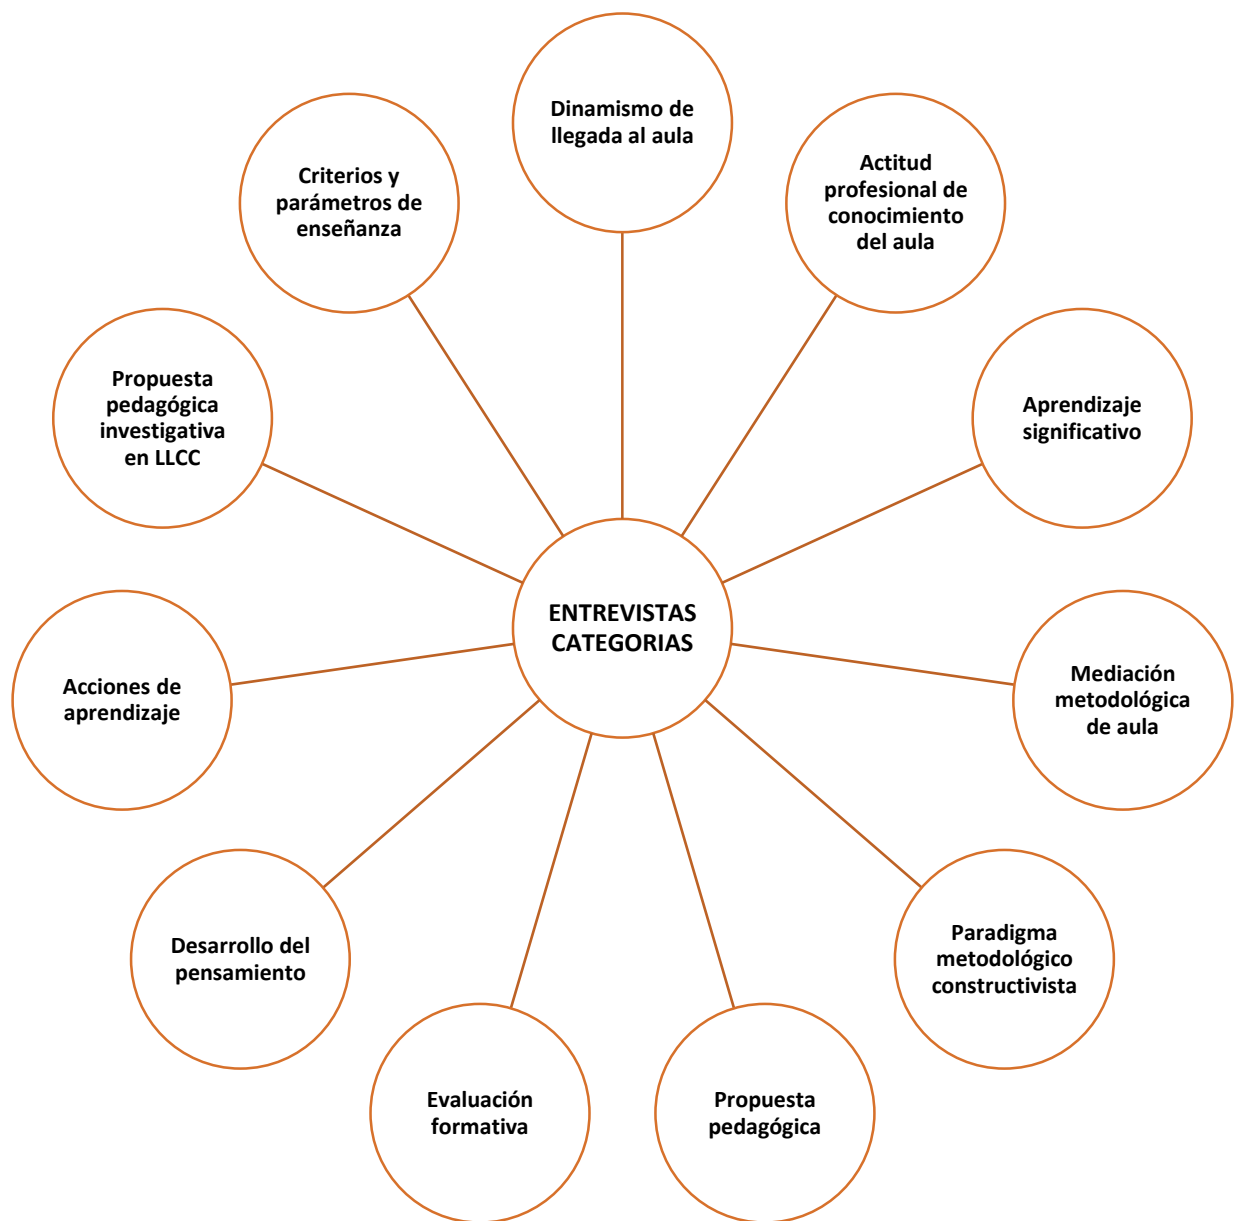 Dinamismo de
llegada al aula
Actitud
profesional de
conocimiento
del aula
Aprendizaje
significativo
Mediación
metodológica
de aula
Paradigma
metodológico
constructivista
Propuesta
pedagógica
Evaluación
formativa
Desarrollo del
pensamiento
Acciones de
aprendizaje
Propuesta
pedagógica
investigativa
en LLCC
Criterios y
parámetros de
enseñanza
ENTREVISTAS
CATEGORIAS